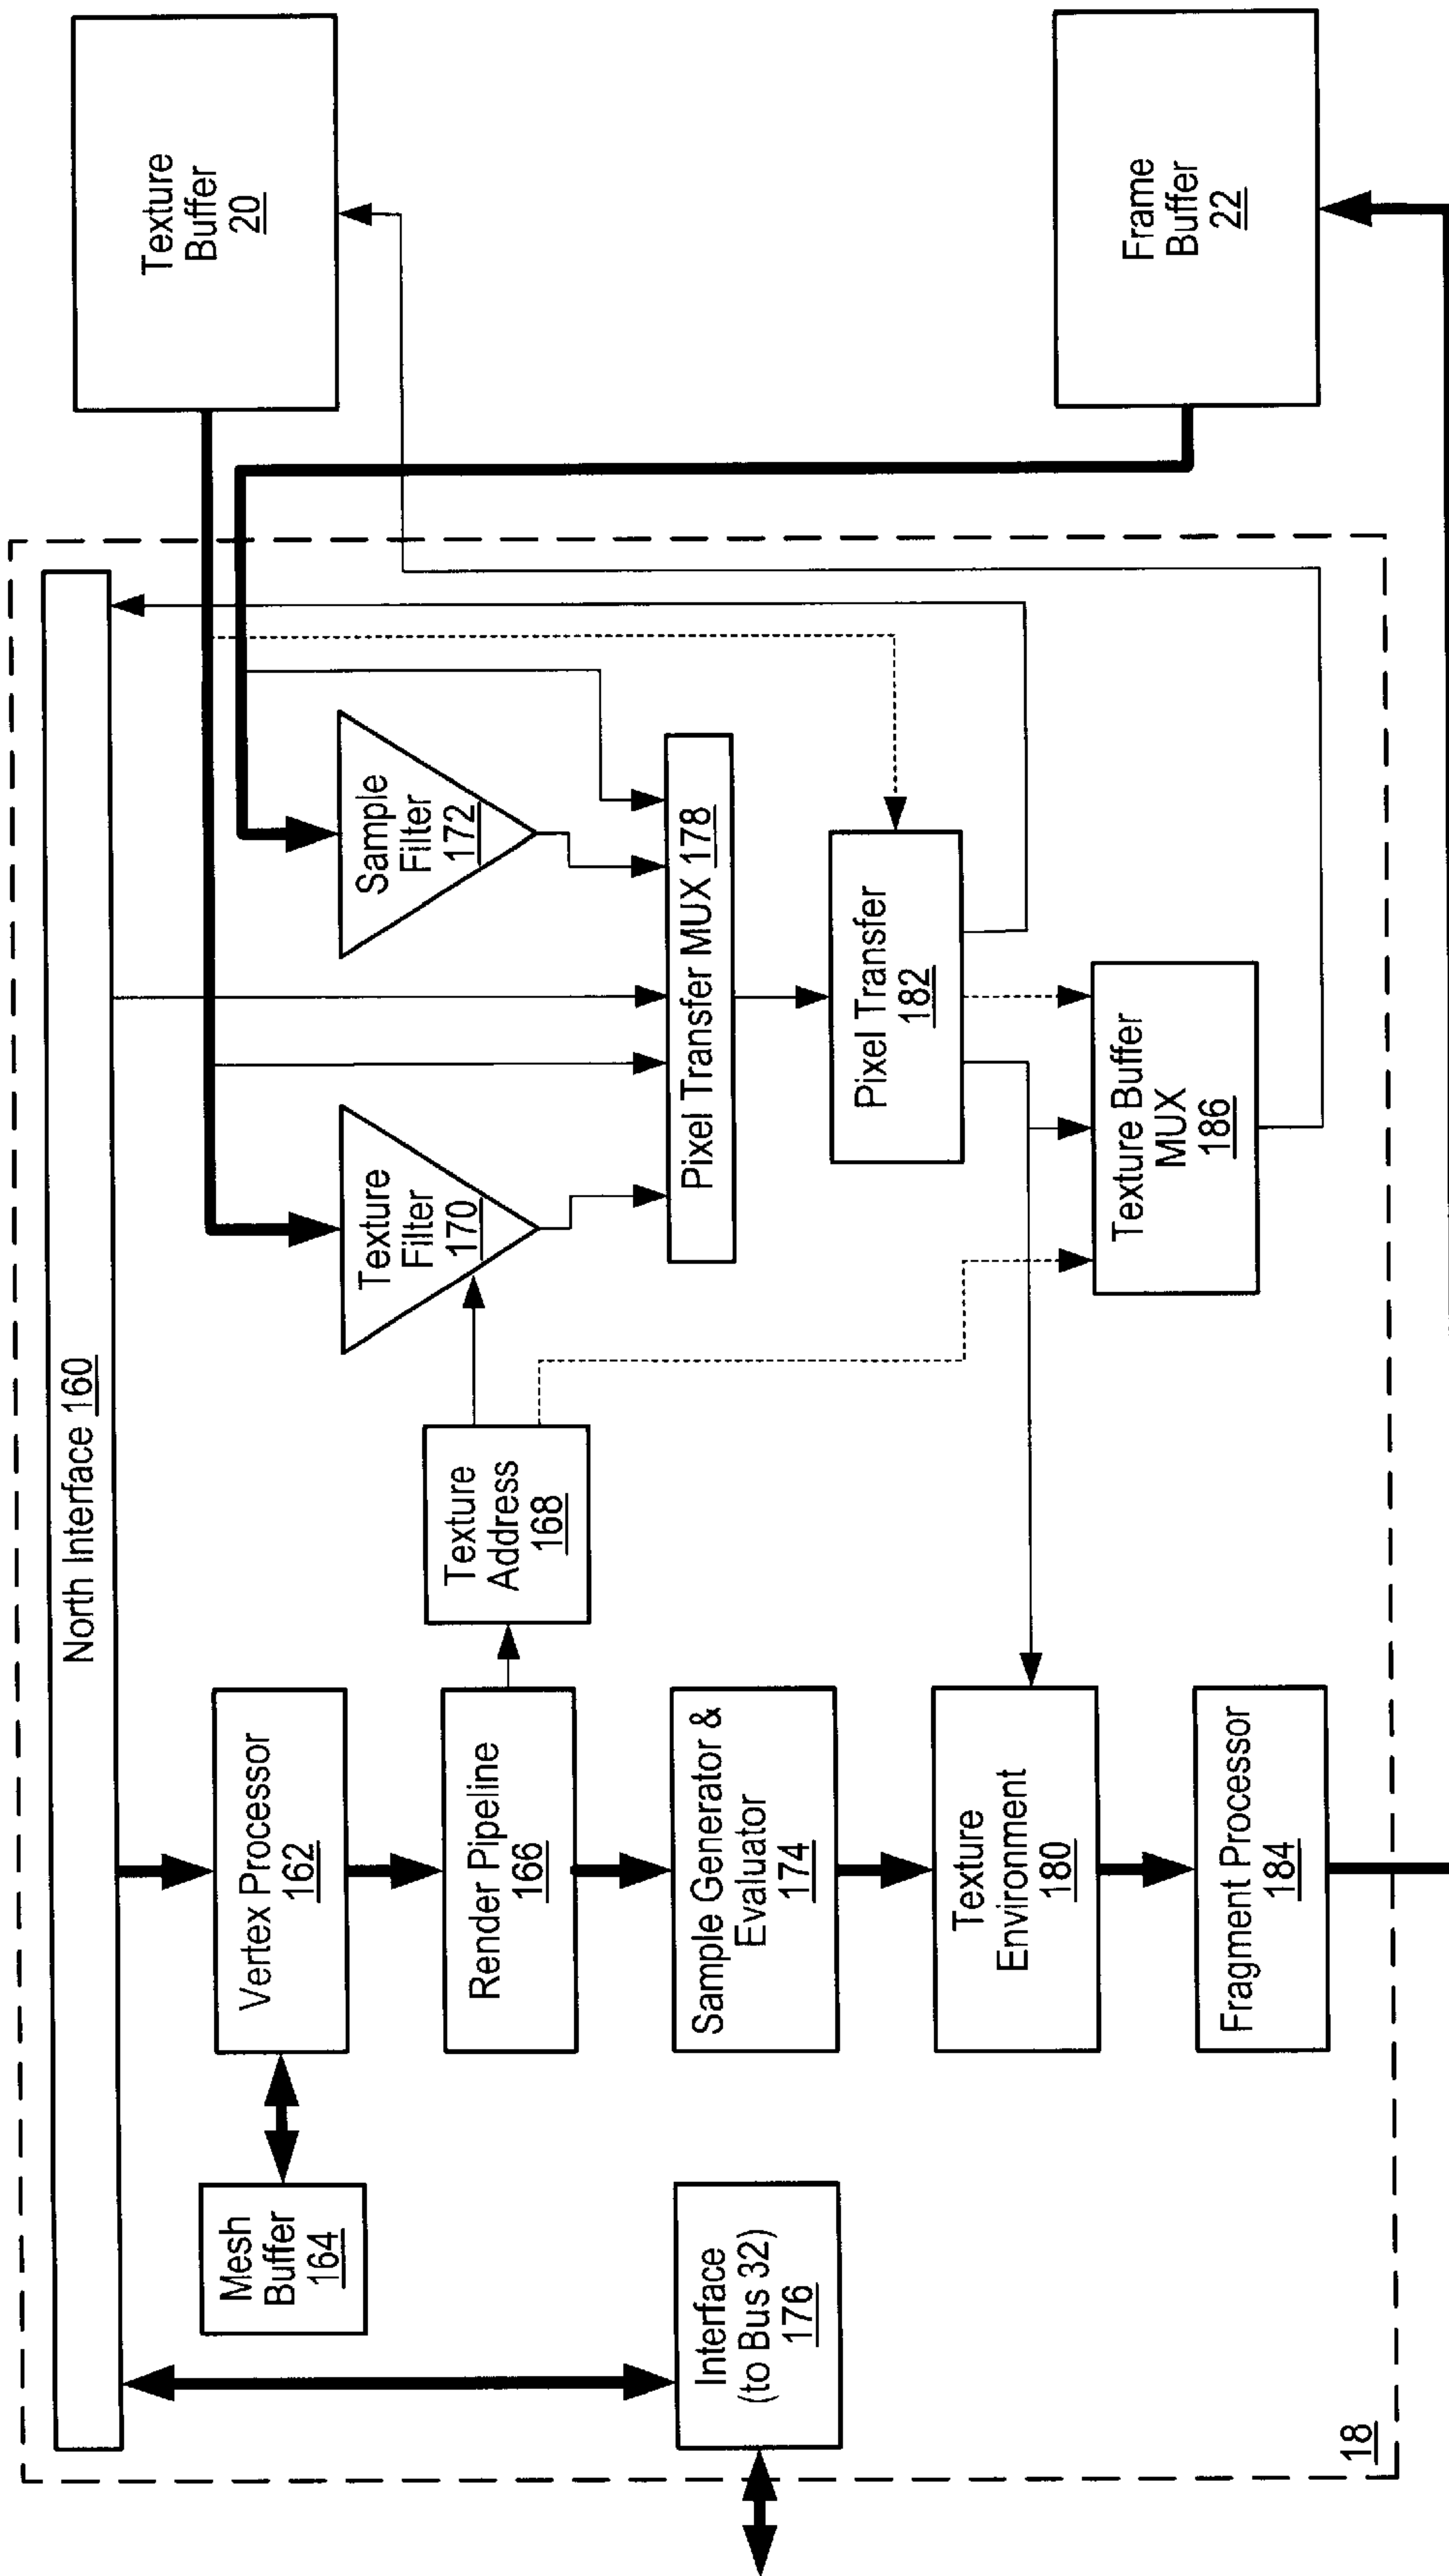 North Interface 160
Mesh
Buffer
164
Vertex Processor
162
Render Pipeline
166
Texture
Address
168
Texture
Filter
170
Sample
Filter
172
Texture
Buffer
20
Interface
(to Bus 32)
176
Sample Generator &
Evaluator
174
Pixel Transfer MUX 178
Texture
Environment
180
Pixel Transfer
182
Fragment Processor
184
Texture Buffer
MUX
186
Frame
Buffer
22
18